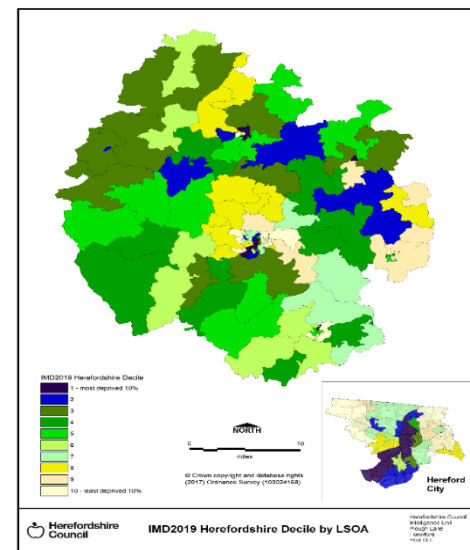 IMD2019 Herefordshire Decile
1 - most deprived 10%
2
3
4
5
6
7
8
9
10 - least deprived 10%
NORTH
0 10
miles
© Crown copyright and database rights
(2017) Ordnance Survey (100024168)
Hereford
City
Herefordshire
Council
IMD2019 Herefordshire Decile by LSOA
Herefordshire Council
Intelligence Unit
Plough Lane
Hereford